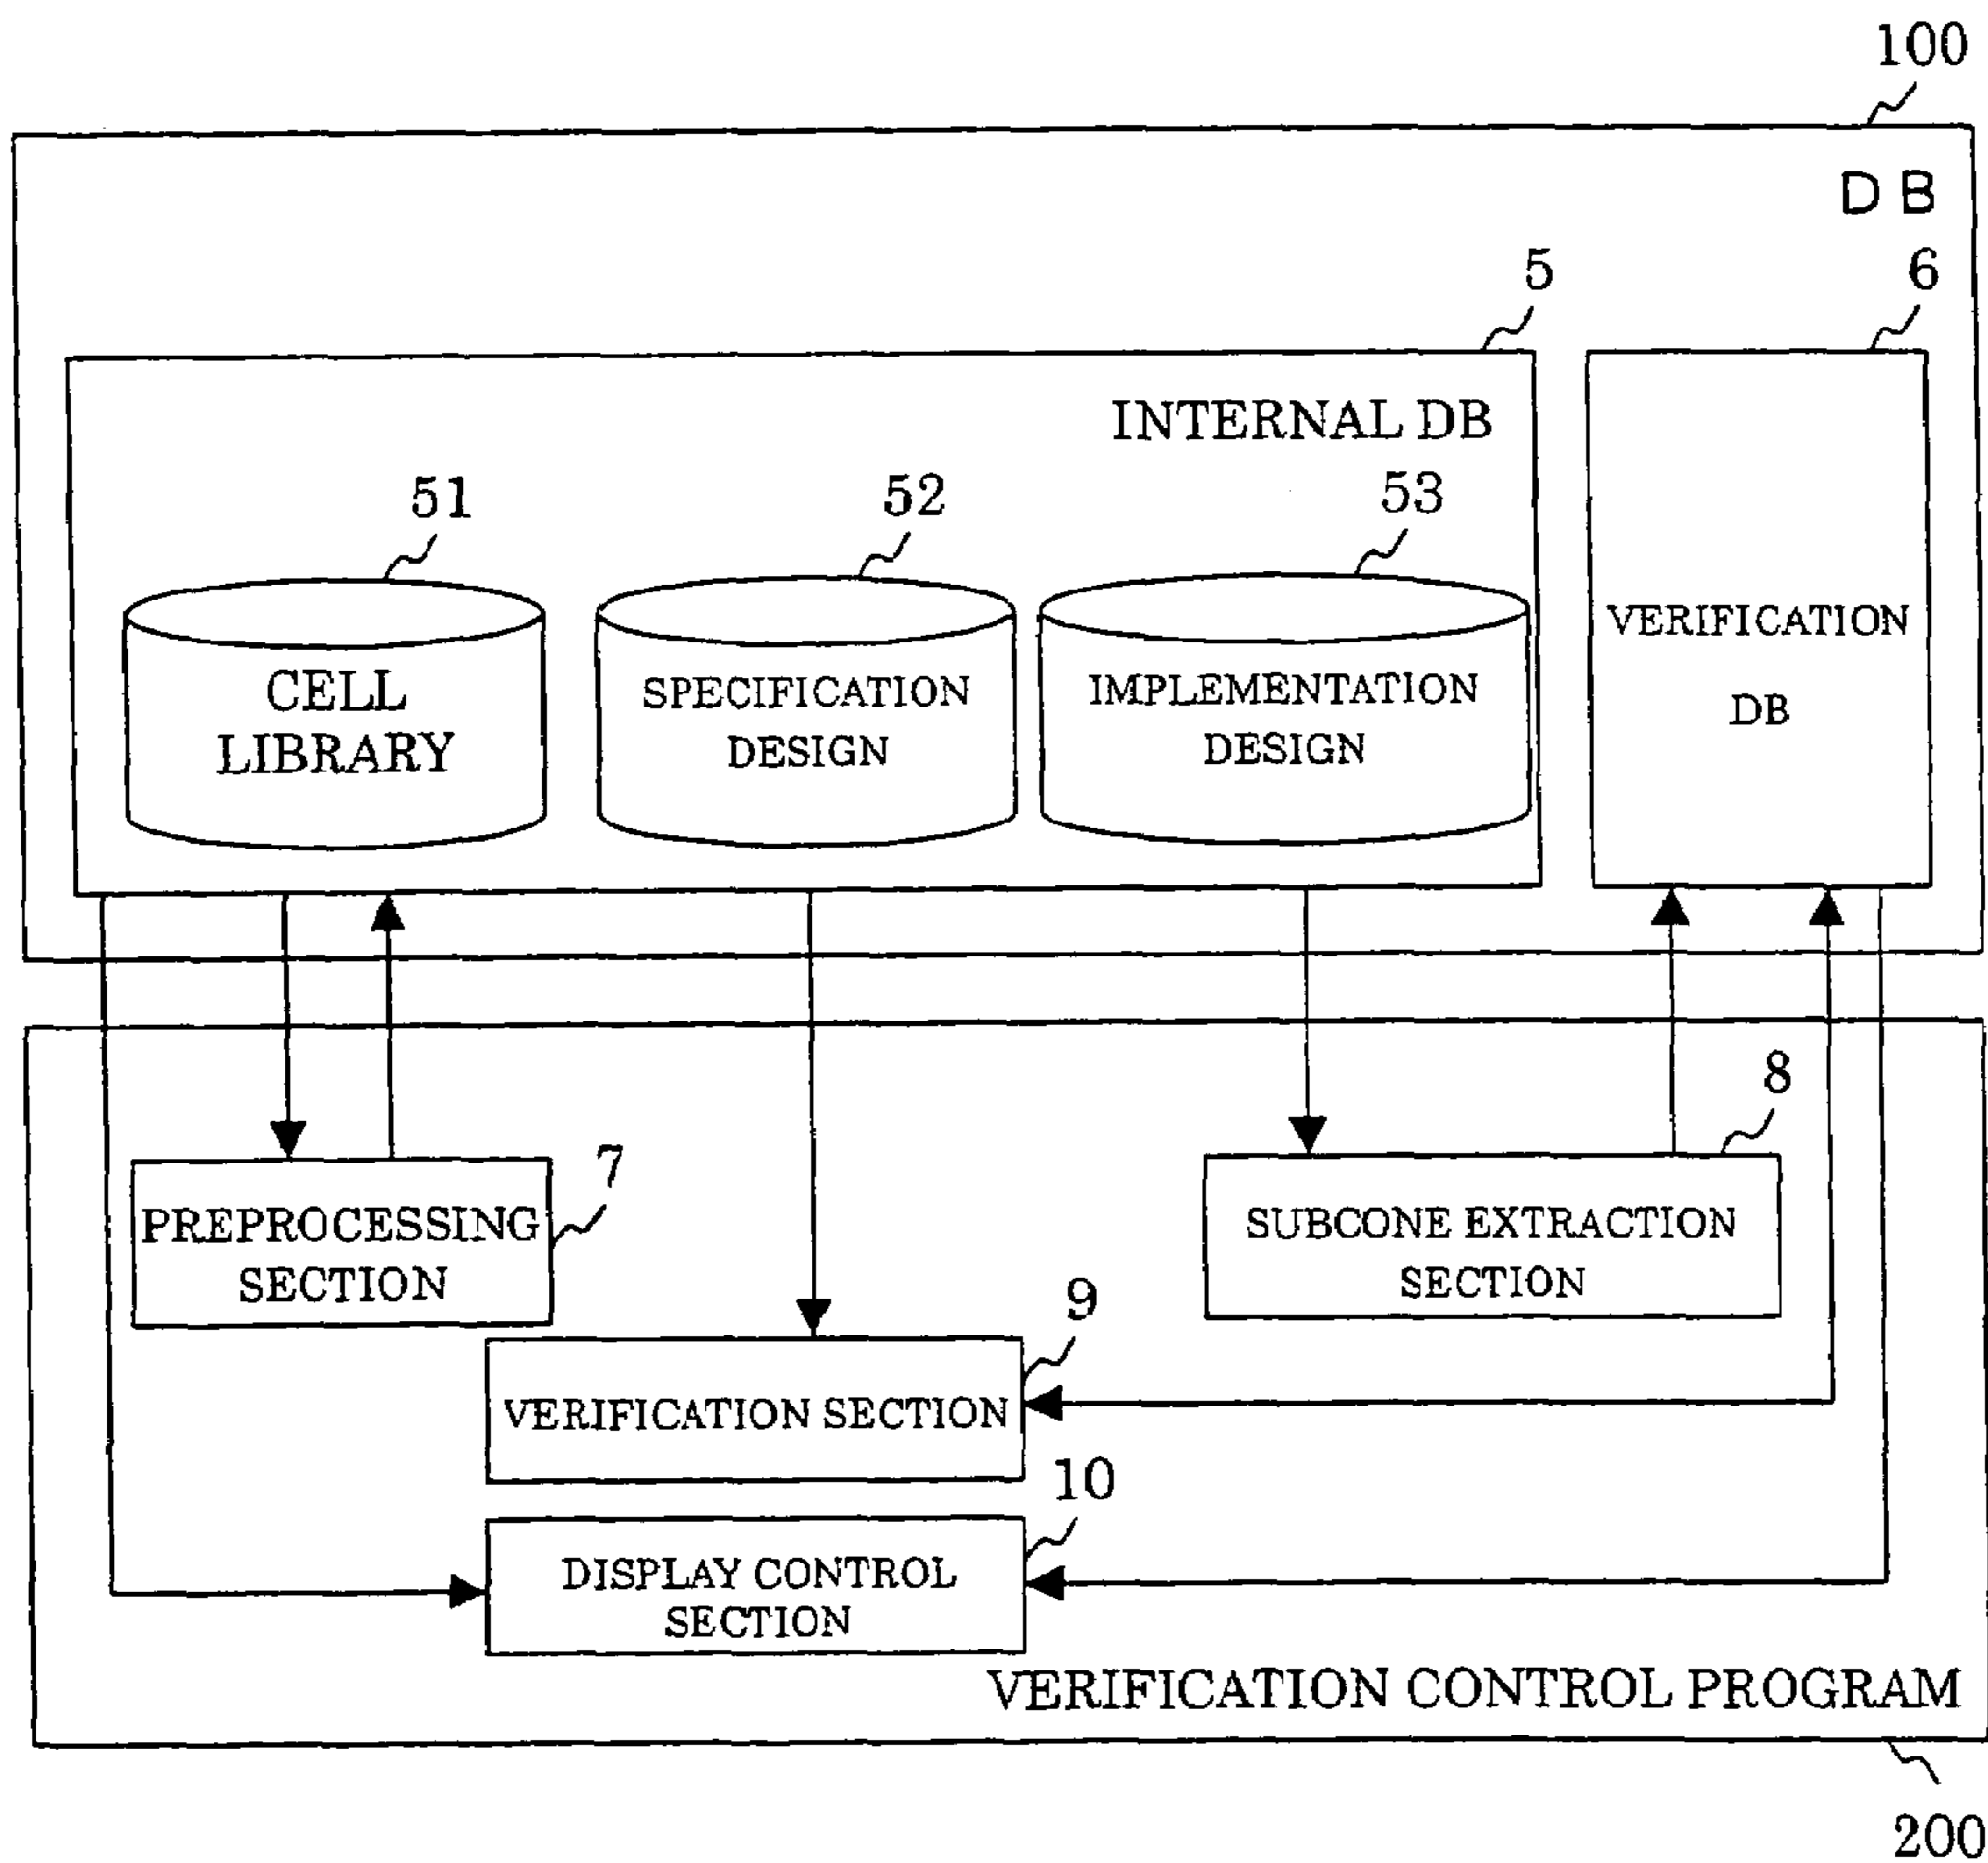 100
D B
5
6
INTERNAL DB
51
52
53
CELL
LIBRARY
SPECIFICATION
DESIGN
IMPLEMENTATION
DESIGN
VERIFICATION
DB
8
7
PREPROCESSING
SECTION
SUBCONE EXTRACTION
SECTION
9
VERIFICATION SECTION
10
DISPLAY CONTROL
SECTION
VERIFICATION CONTROL PROGRAM
200